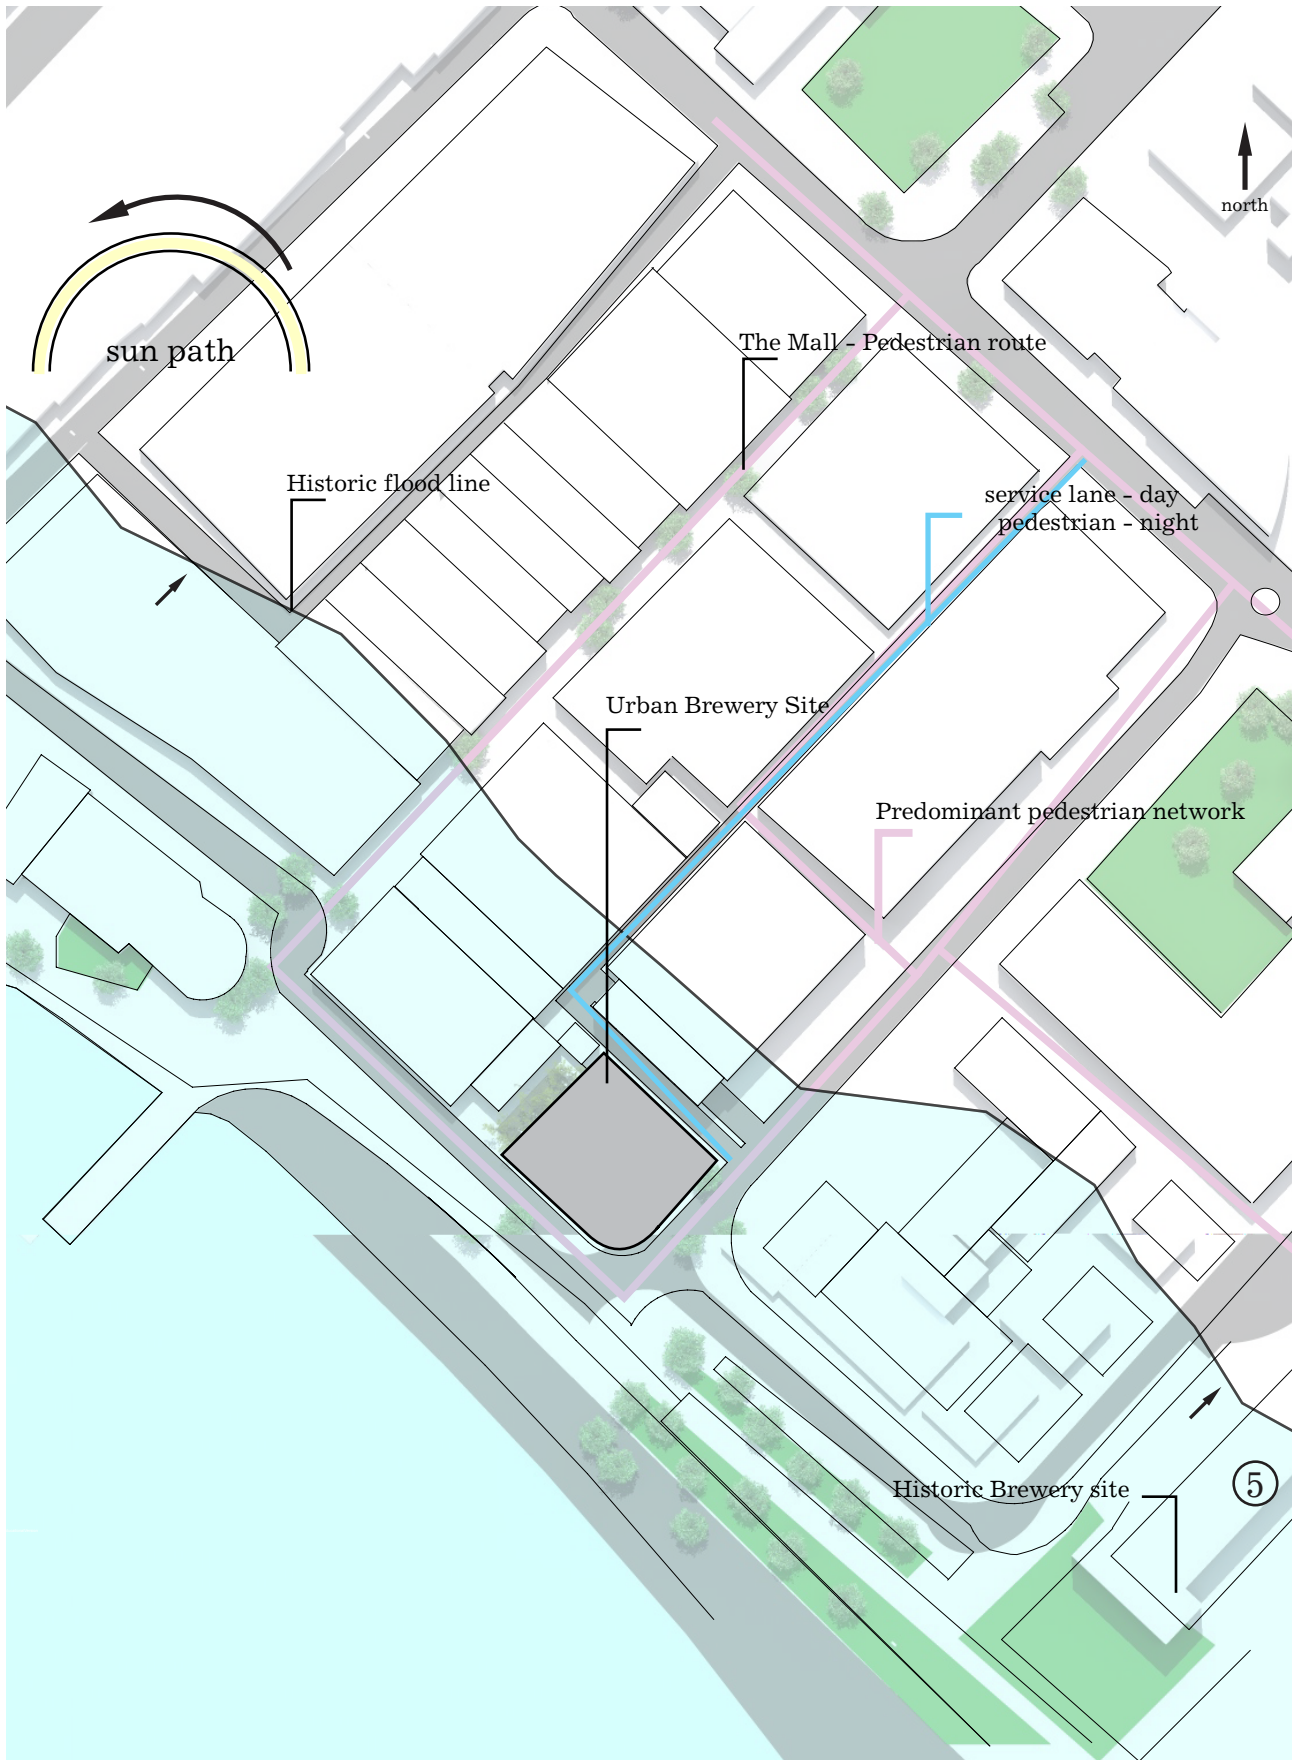 north
sun path
The Mall - Pedestrian route
Historic flood line
service lane - day
pedestrian - night
Urban Brewery Site
Predominant pedestrian network
Historic Brewery site
5